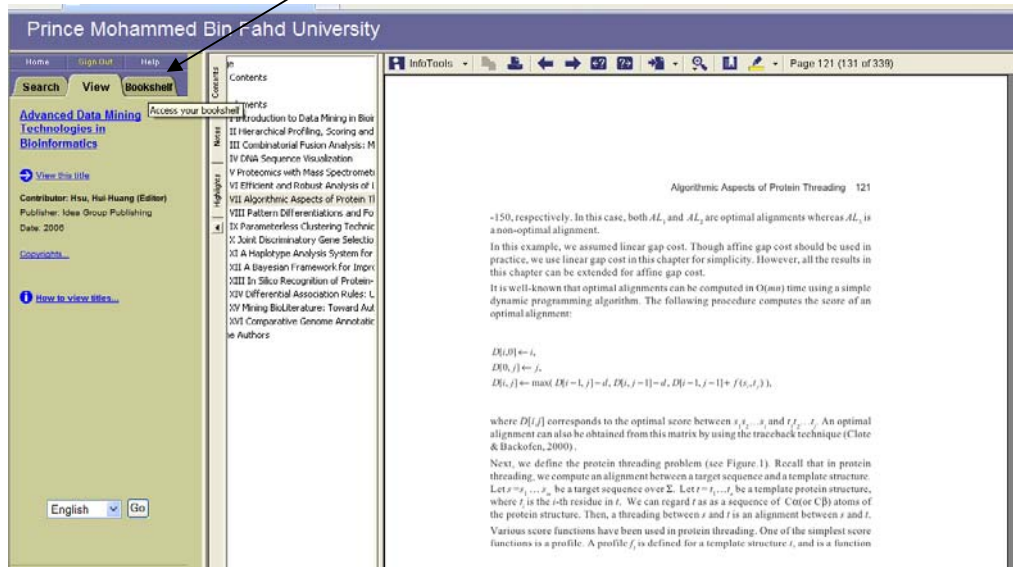 Prince Mohammed Bin Fahd University
Home Sign Out Help
Search View Bookshelf
Access your bookshelf
Advanced Data Mining
Technologies in
Bioinformatics
View this title
Contributor: Hsu, Hui-Huang (Editor)
Publisher: Idea Group Publishing
Date: 2006
Copyrights...
How to view titles...
English Go
Contents
Notes
Highlights
Contents
I Introduction to Data Mining in Bioin
II Hierarchical Profiling, Scoring and
III Combinatorial Fusion Analysis: M
IV DNA Sequence Visualization
V Proteomics with Mass Spectromet
VI Efficient and Robust Analysis of
VII Algorithmic Aspects of Protein T
VIII Pattern Differentiations and Fo
IX Parameterless Clustering Technic
X Joint Discriminatory Gene Selectio
XI A Haplotype Analysis System for
XII A Bayesian Framework for Impro
XIII In Silico Recognition of Protein-
XIV Differential Association Rules: 
XV Mining BioLiterature: Toward Aut
XVI Comparative Genome Annotatic
he Authors
InfoTools Page 121 (131 of 339)
Algorithmic Aspects of Protein Threading 121
-150, respectively. In this case, both AL₁ and AL₂ are optimal alignments whereas AL₃ is
a non-optimal alignment.
In this example, we assumed linear gap cost. Though affine gap cost should be used in
practice, we use linear gap cost in this chapter for simplicity. However, all the results in
this chapter can be extended for affine gap cost.
It is well-known that optimal alignments can be computed in O(mn) time using a simple
dynamic programming algorithm. The following procedure computes the score of an
optimal alignment:
D[i,0] ← i,
D[0, j] ← j,
D[i, j] ← max( D[i−1, j]−d, D[i, j−1]−d, D[i−1, j−1]+ f(sᵢ,tⱼ) ),
where D[i,j] corresponds to the optimal score between s₁s₂…sᵢ and t₁t₂…tⱼ. An optimal
alignment can also be obtained from this matrix by using the traceback technique (Clote
& Backofen, 2000).
Next, we define the protein threading problem (see Figure 1). Recall that in protein
threading, we compute an alignment between a target sequence and a template structure.
Let s=s₁ … sₘ be a target sequence over Σ. Let t=t₁…tₙ be a template protein structure,
where tᵢ is the i-th residue in t. We can regard t as as a sequence of Cα(or Cβ) atoms of
the protein structure. Then, a threading between s and t is an alignment between s and t.
Various score functions have been used in protein threading. One of the simplest score
functions is a profile. A profile fₜ is defined for a template structure t, and is a function